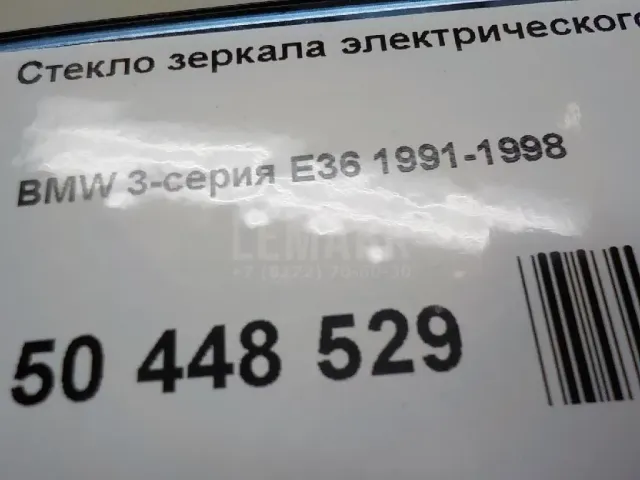 Стекло зеркала электрического
BMW 3-серия E36 1991-1998
50 448 529